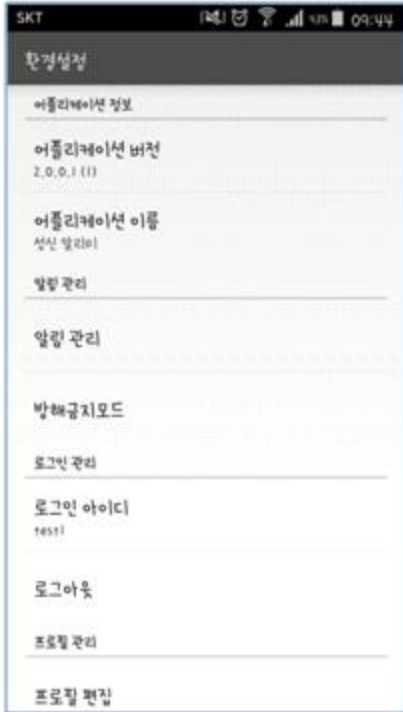 SKT 93% 09:44
환경설정
어플리케이션 정보
어플리케이션 버전
2.0.0.1 (1)
어플리케이션 이름
성신 알리미
알림 관리
알림 관리
방해금지모드
로그인 관리
로그인 아이디
test1
로그아웃
프로필 관리
프로필 편집